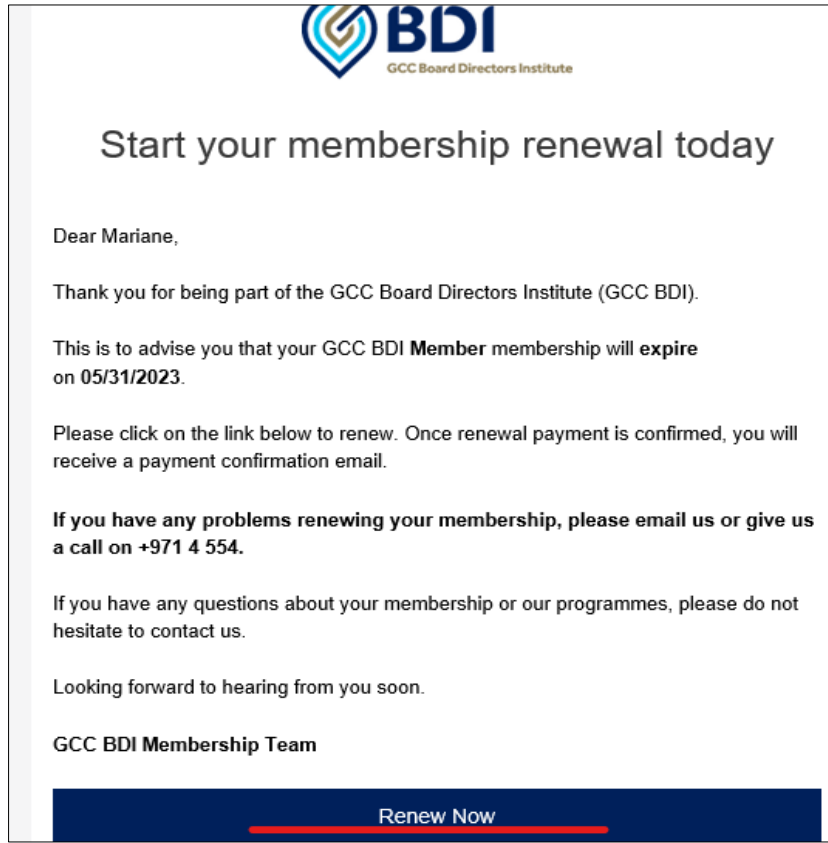 BDI
GCC Board Directors Institute
Start your membership renewal today
Dear Mariane,
Thank you for being part of the GCC Board Directors Institute (GCC BDI).
This is to advise you that your GCC BDI Member membership will expire
on 05/31/2023.
Please click on the link below to renew. Once renewal payment is confirmed, you will
receive a payment confirmation email.
If you have any problems renewing your membership, please email us or give us
a call on +971 4 554.
If you have any questions about your membership or our programmes, please do not
hesitate to contact us.
Looking forward to hearing from you soon.
GCC BDI Membership Team
Renew Now